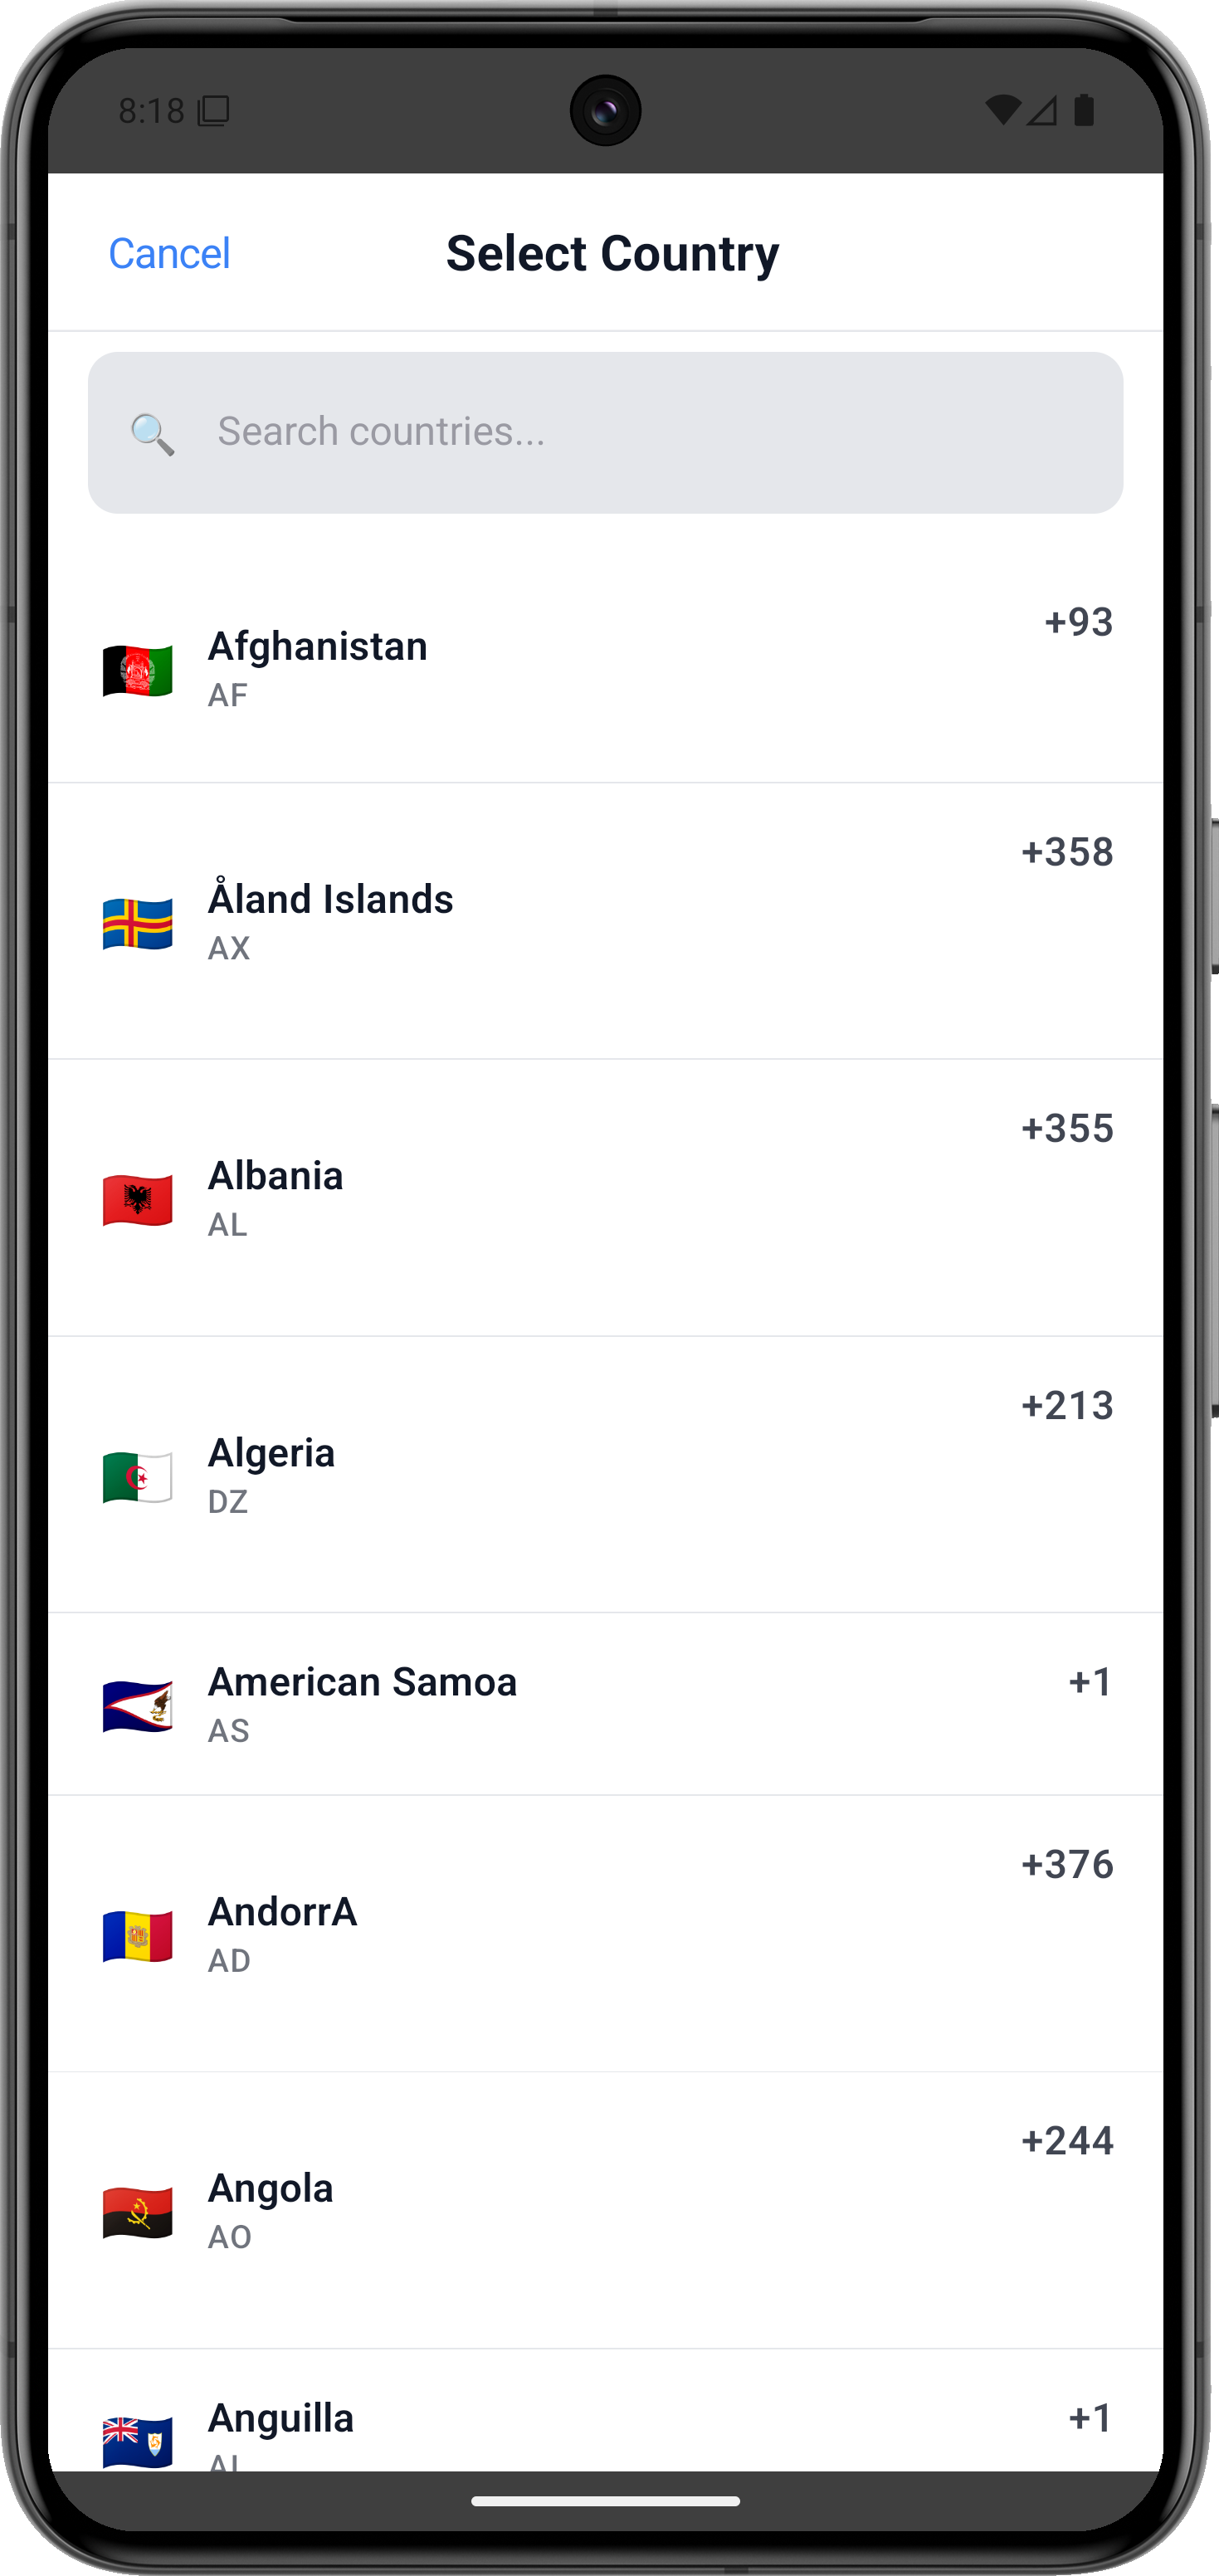 8:18
Cancel Select Country
Search countries...
+93
Afghanistan
AF
+358
Åland Islands
AX
+355
Albania
AL
+213
Algeria
DZ
American Samoa +1
AS
+376
AndorrA
AD
+244
Angola
AO
Anguilla +1